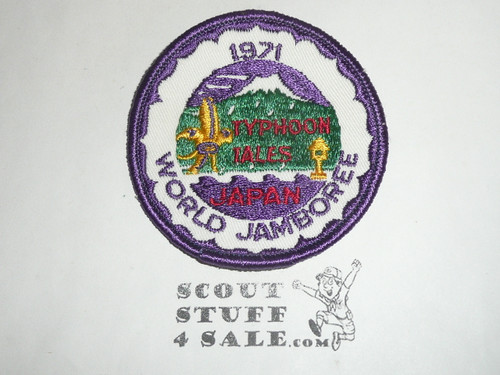 1971
TYPHOON
TALES
JAPAN
WORLD JAMBOREE
SCOUT
STUFF
4 SALE.COM